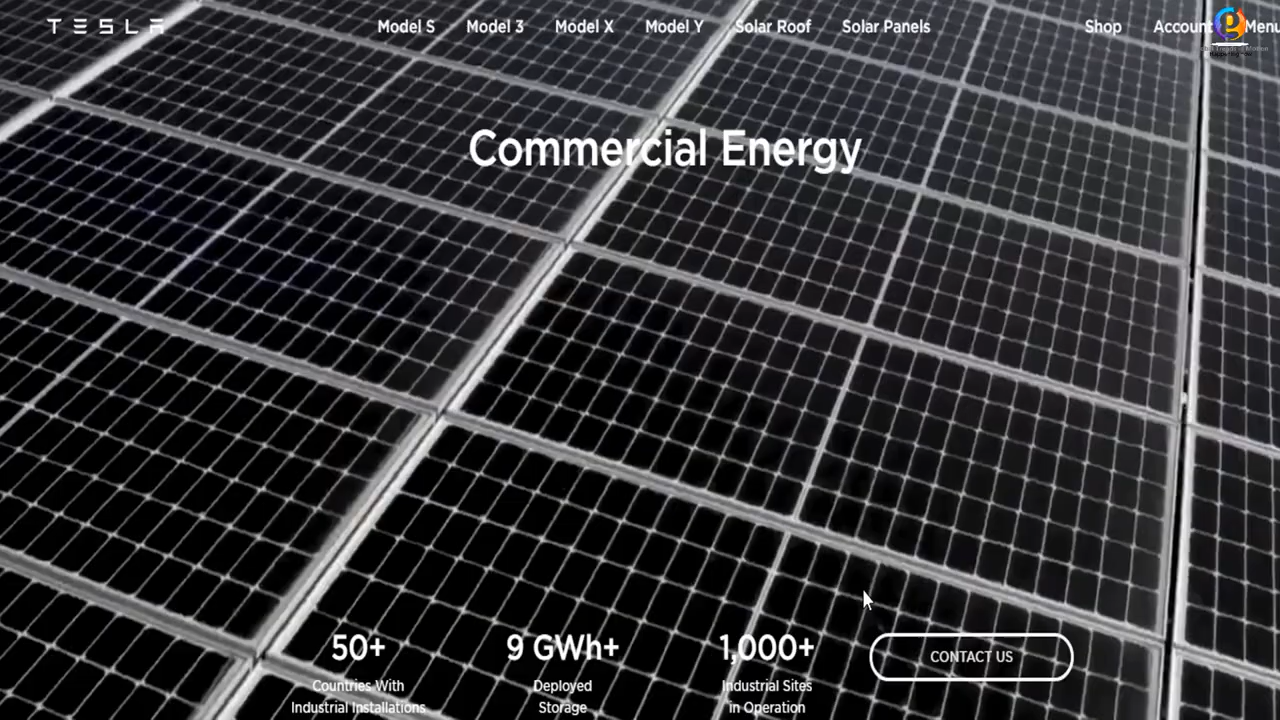 TESLA
Model S
Model 3
Model X
Model Y
Solar Roof
Solar Panels
Shop
Account
Menu
Commercial Energy
50+
Countries With
Industrial Installations
9 GWh+
Deployed
Storage
1,000+
Industrial Sites
in Operation
CONTACT US